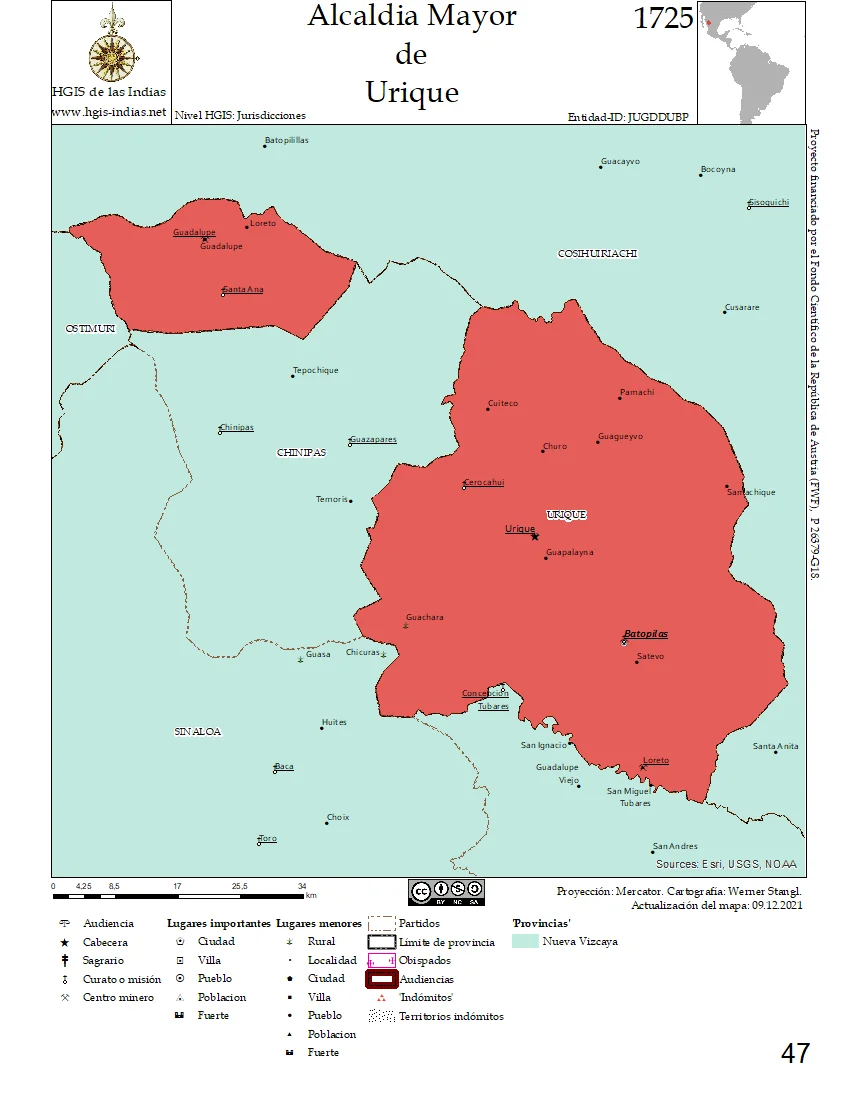 Alcaldia Mayor
de
Urique
1725
HGIS de las Indias
www.hgis-indias.net
Nivel HGIS: Jurisdicciones
Entidad-ID: JUGDDUBP
Proyecto financiado por el Fondo Científico de la República de Austria (FWF), P 26379-G18.
Batopilillas
Guacayvo
Bocoyna
Sisoquichi
Loreto
Guadalupe
Guadalupe
COSIHUIRIACHI
Santa Ana
Cusarare
OSTIMURI
Tepochique
Pamachi
Cuiteco
Chinipas
Guazapares
Guagueyvo
Churo
CHINIPAS
Cerocahui
Samachique
Temoris
URIQUE
Urique
Guapalayna
Guachara
Batopilas
Guasa
Chicuras
Satevo
Concepción
Tubares
Huites
SINALOA
San Ignacio
Santa Anita
Loreto
Baca
Guadalupe
Viejo
San Miguel
Tubares
Choix
Toro
San Andres
Sources: Esri, USGS, NOAA
0 4,25 8,5 17 25,5 34
km
CC BY NC SA
Proyección: Mercator. Cartografía: Werner Stangl.
Actualización del mapa: 09.12.2021
Audiencia
Cabecera
Sagrario
Curato o misión
Centro minero
Lugares importantes
Ciudad
Villa
Pueblo
Poblacion
Fuerte
Lugares menores
Rural
Localidad
Ciudad
Villa
Pueblo
Poblacion
Fuerte
Partidos
Límite de provincia
Obispados
Audiencias
'Indómitos'
Territorios indómitos
'Provincias'
Nueva Vizcaya
47